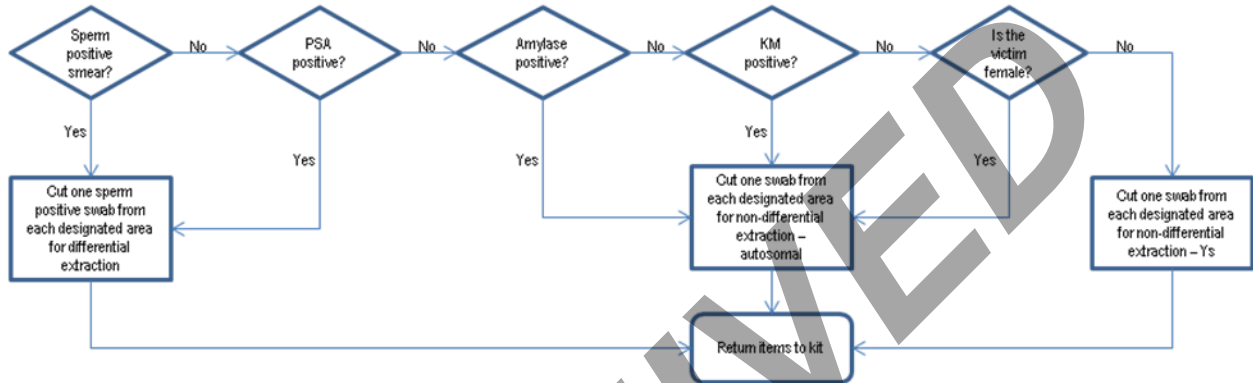 Sperm
positive
smear?
No
PSA
positive?
No
Amylase
positive?
No
KM
positive?
No
Is the
victim
female?
No
Yes
Yes
Yes
Yes
Yes
Cut one sperm
positive swab from
each designated area
for differential
extraction
Cut one swab from
each designated area
for non-differential
extraction –
autosomal
Cut one swab from
each designated area
for non-differential
extraction – Ys
Return items to kit
VED